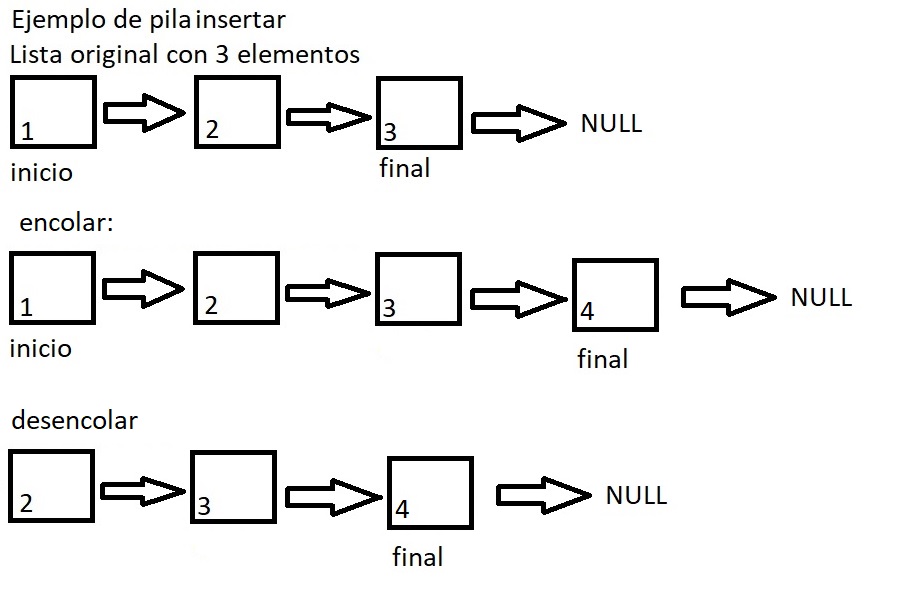 Ejemplo de pila insertar
Lista original con 3 elementos
1 2 3 NULL
inicio final
encolar:
1 2 3 4 NULL
inicio final
desencolar
2 3 4 NULL
final